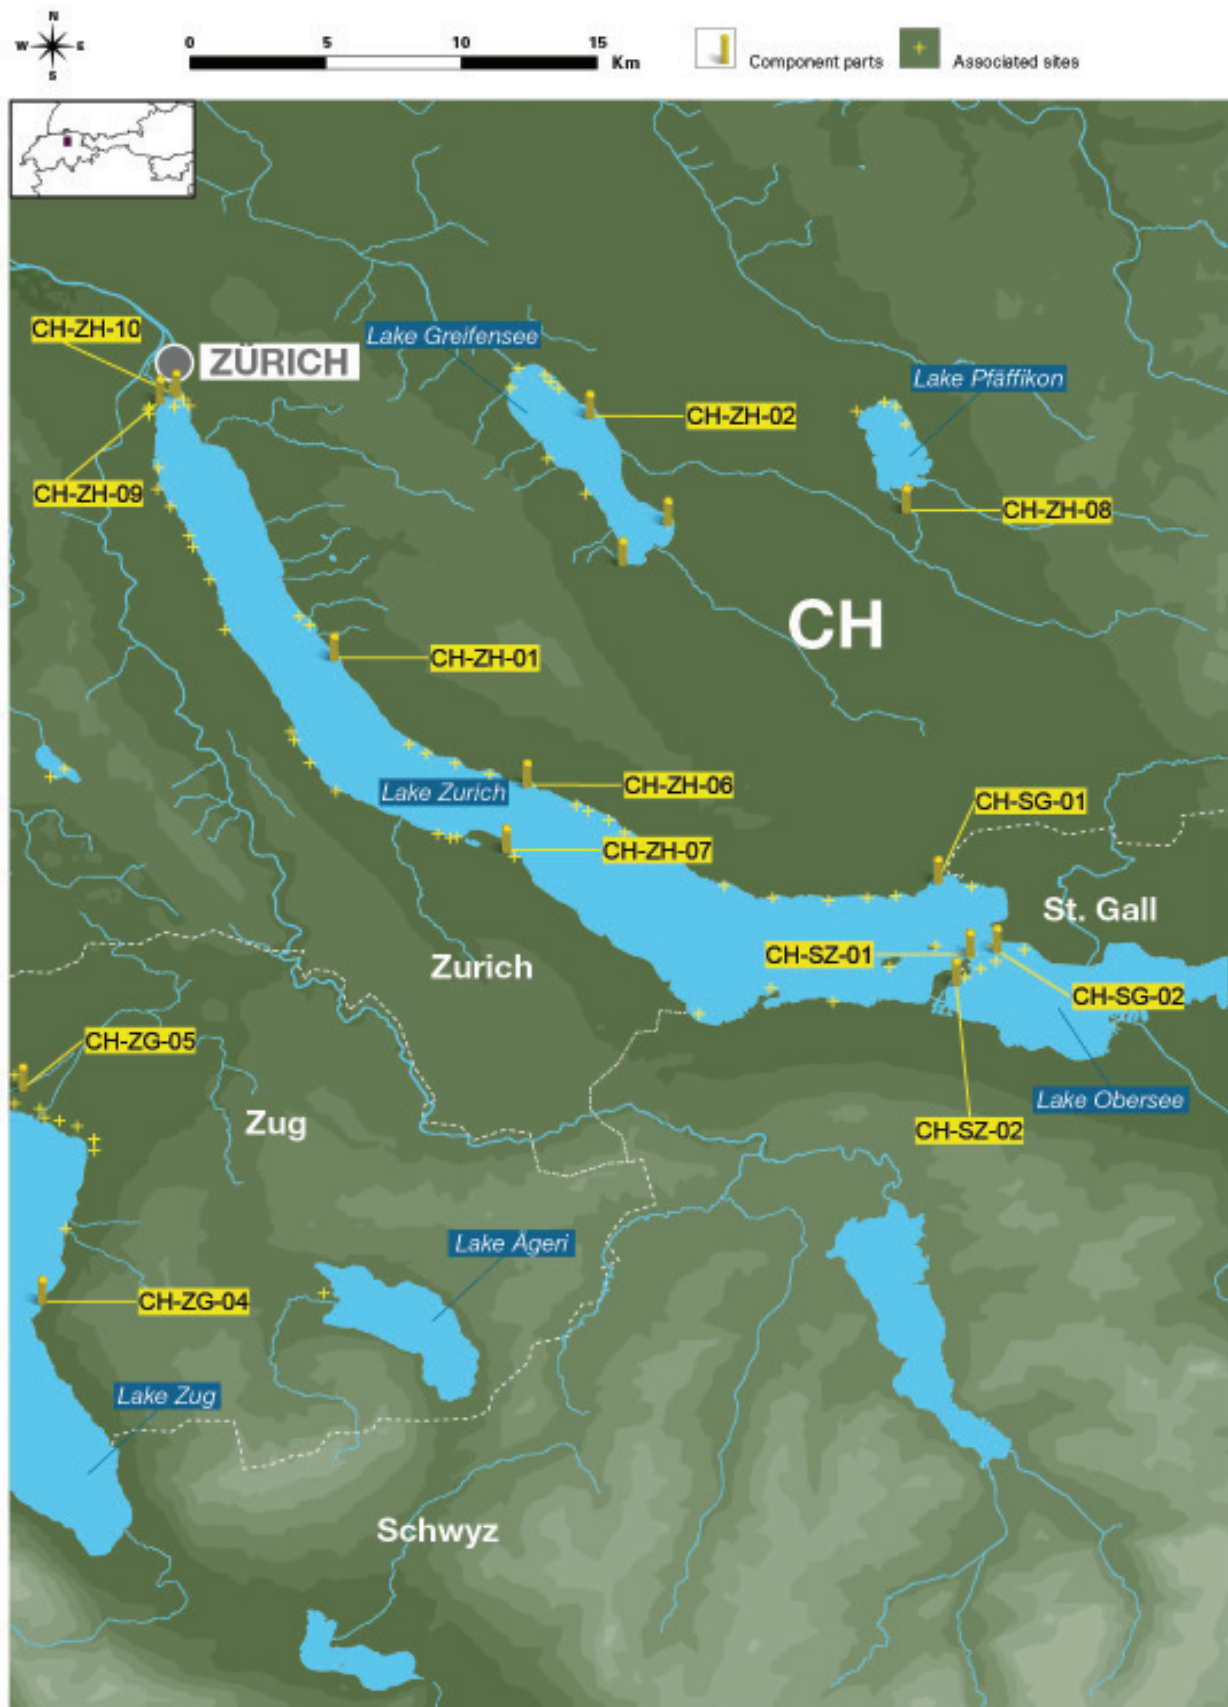 N
W E
S
0 5 10 15
Km
Component parts
Associated sites
CH-ZH-10
ZÜRICH
Lake Greifensee
Lake Pfäffikon
CH-ZH-02
CH-ZH-09
CH-ZH-08
CH
CH-ZH-01
Lake Zurich
CH-ZH-06
CH-SG-01
CH-ZH-07
St. Gall
CH-SZ-01
Zurich
CH-SG-02
CH-ZG-05
Lake Obersee
Zug
CH-SZ-02
Lake Ägeri
CH-ZG-04
Lake Zug
Schwyz